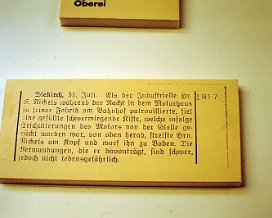 Oberei
Diekirch, 31. Juli. Als der Industrielle Hr.
E. Nickels während der Nacht in dem Motorhaus
in seiner Fabrik am Bahnhof patrouillierte, fiel
eine gefüllte schwerwiegende Kiste, welche infolge
Erschütterungen des Motors von der Stelle ge-
rückt worden war, von oben herab, streifte Hrn.
Nickels am Kopf und warf ihn zu Boden. Die
Verwundungen, die er davonträgt, sind schwer,
jedoch nicht lebensgefährlich.
1917